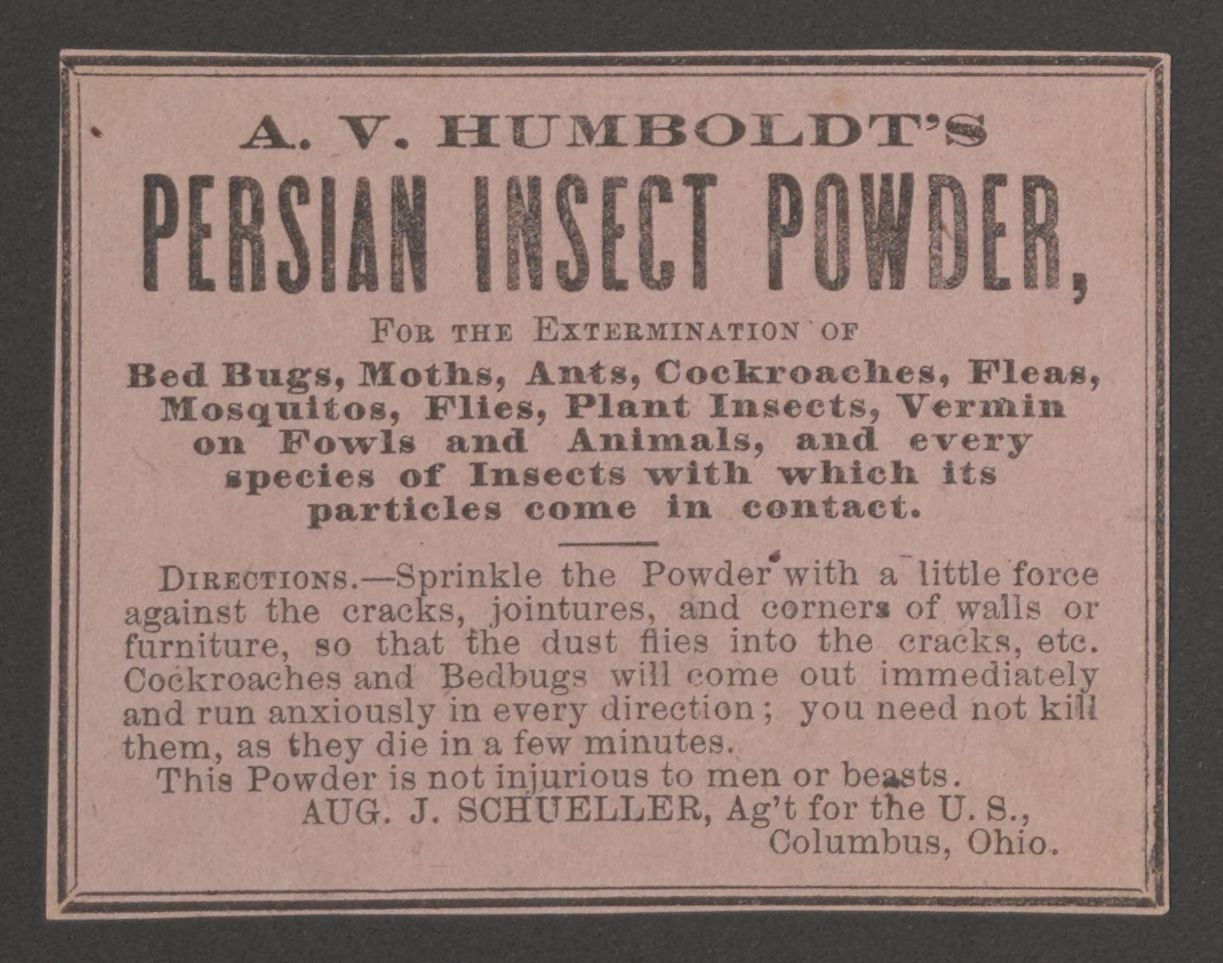 A. V. HUMBOLDT'S
PERSIAN INSECT POWDER,
FOR THE EXTERMINATION OF
Bed Bugs, Moths, Ants, Cockroaches, Fleas,
Mosquitos, Flies, Plant Insects, Vermin
on Fowls and Animals, and every
species of Insects with which its
particles come in contact.
DIRECTIONS.—Sprinkle the Powder with a little force
against the cracks, jointures, and corners of walls or
furniture, so that the dust flies into the cracks, etc.
Cockroaches and Bedbugs will come out immediately
and run anxiously in every direction; you need not kill
them, as they die in a few minutes.
This Powder is not injurious to men or beasts.
AUG. J. SCHUELLER, Ag't for the U. S.,
Columbus, Ohio.